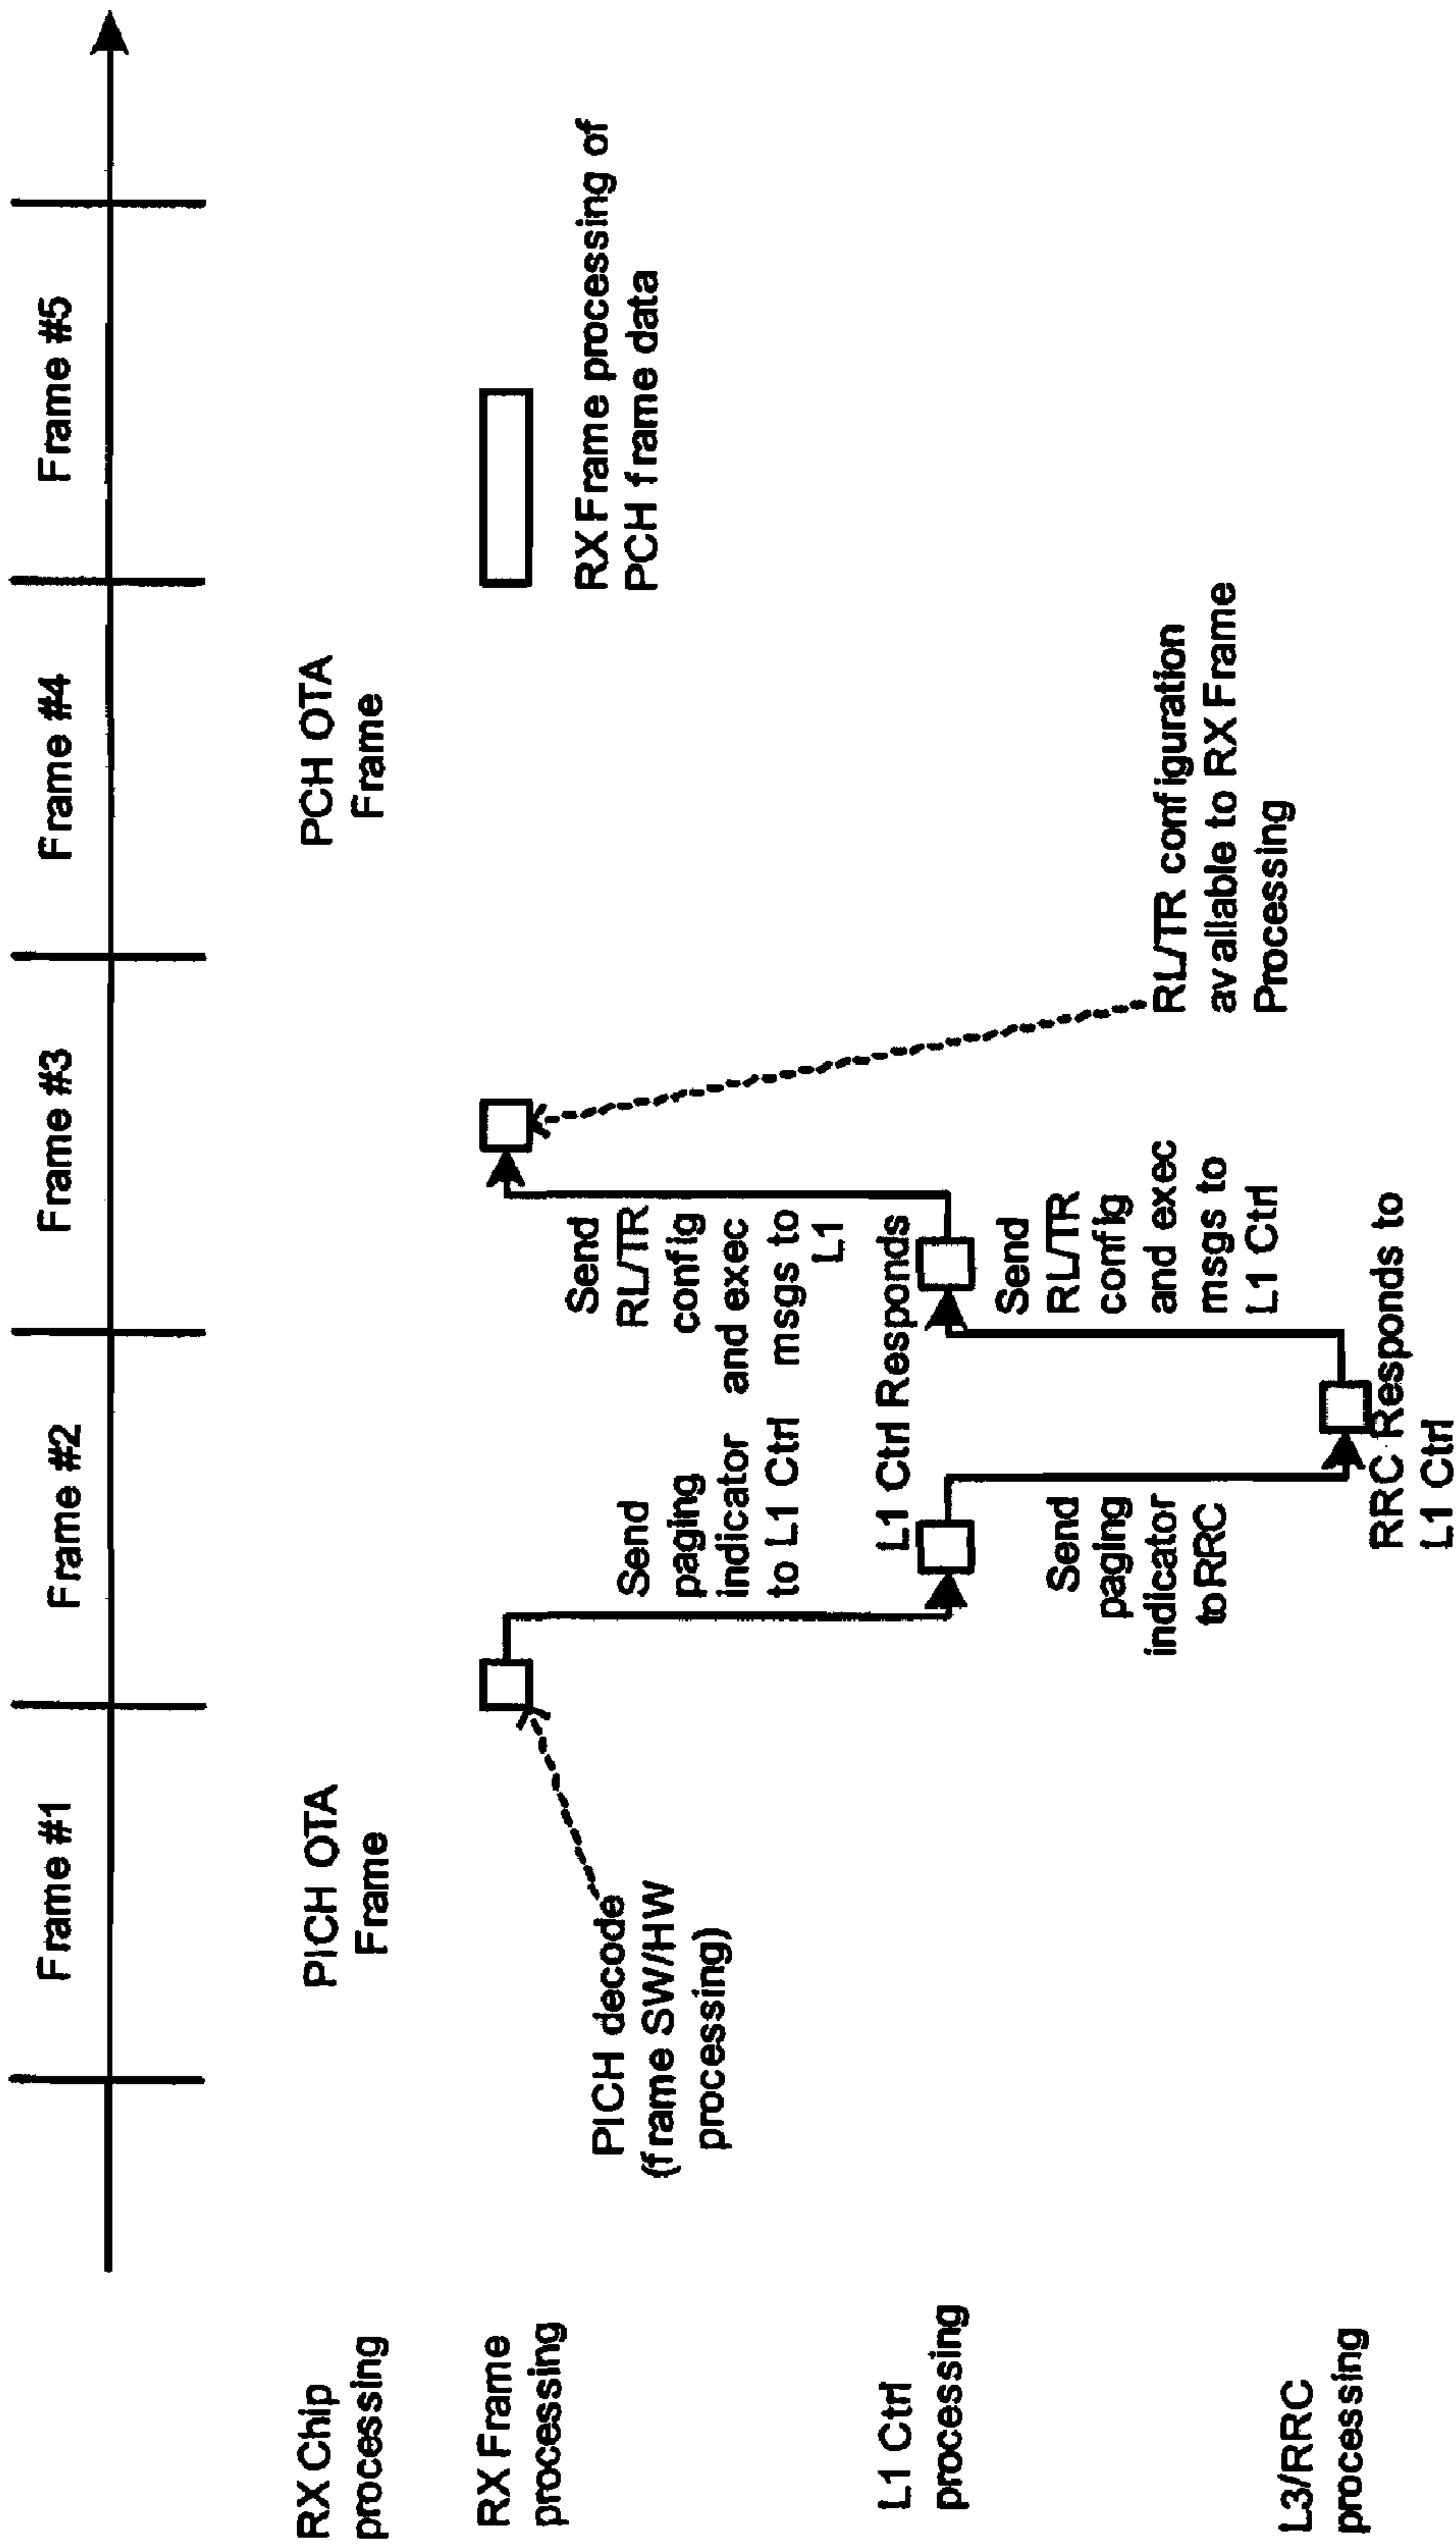 Frame #1
Frame #2
Frame #3
Frame #4
Frame #5
RX Chip
processing
PICH OTA
Frame
PCH OTA
Frame
RX Frame
processing
PICH decode
(frame SW/HW
processing)
Send
paging
indicator
to L1 Ctrl
Send
RL/TR
config
and exec
msgs to
L1
RX Frame processing of
PCH frame data
L1 Ctrl
processing
L1 Ctrl Responds
Send
paging
indicator
to RRC
Send
RL/TR
config
and exec
msgs to
L1 Ctrl
RL/TR configuration
available to RX Frame
Processing
L3/RRC
processing
RRC Responds to
L1 Ctrl